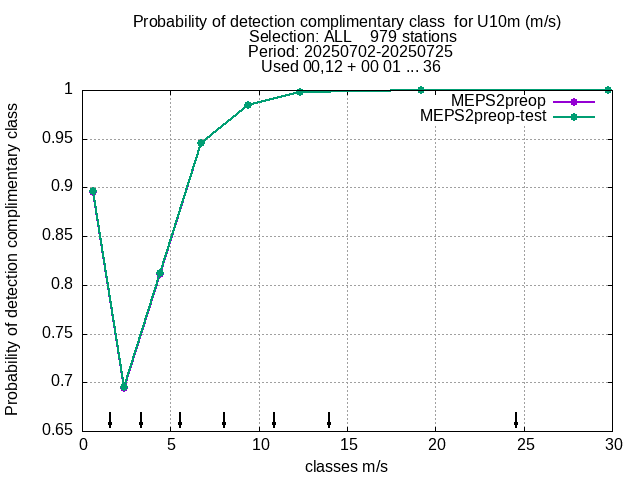 Probability of detection complimentary class  for U10m (m/s)
Selection: ALL    979 stations
Period: 20250702-20250725
Used 00,12 + 00 01 ... 36
MEPS2preop
MEPS2preop-test
Probability of detection complimentary class
1
0.95
0.9
0.85
0.8
0.75
0.7
0.65
0 5 10 15 20 25 30
classes m/s